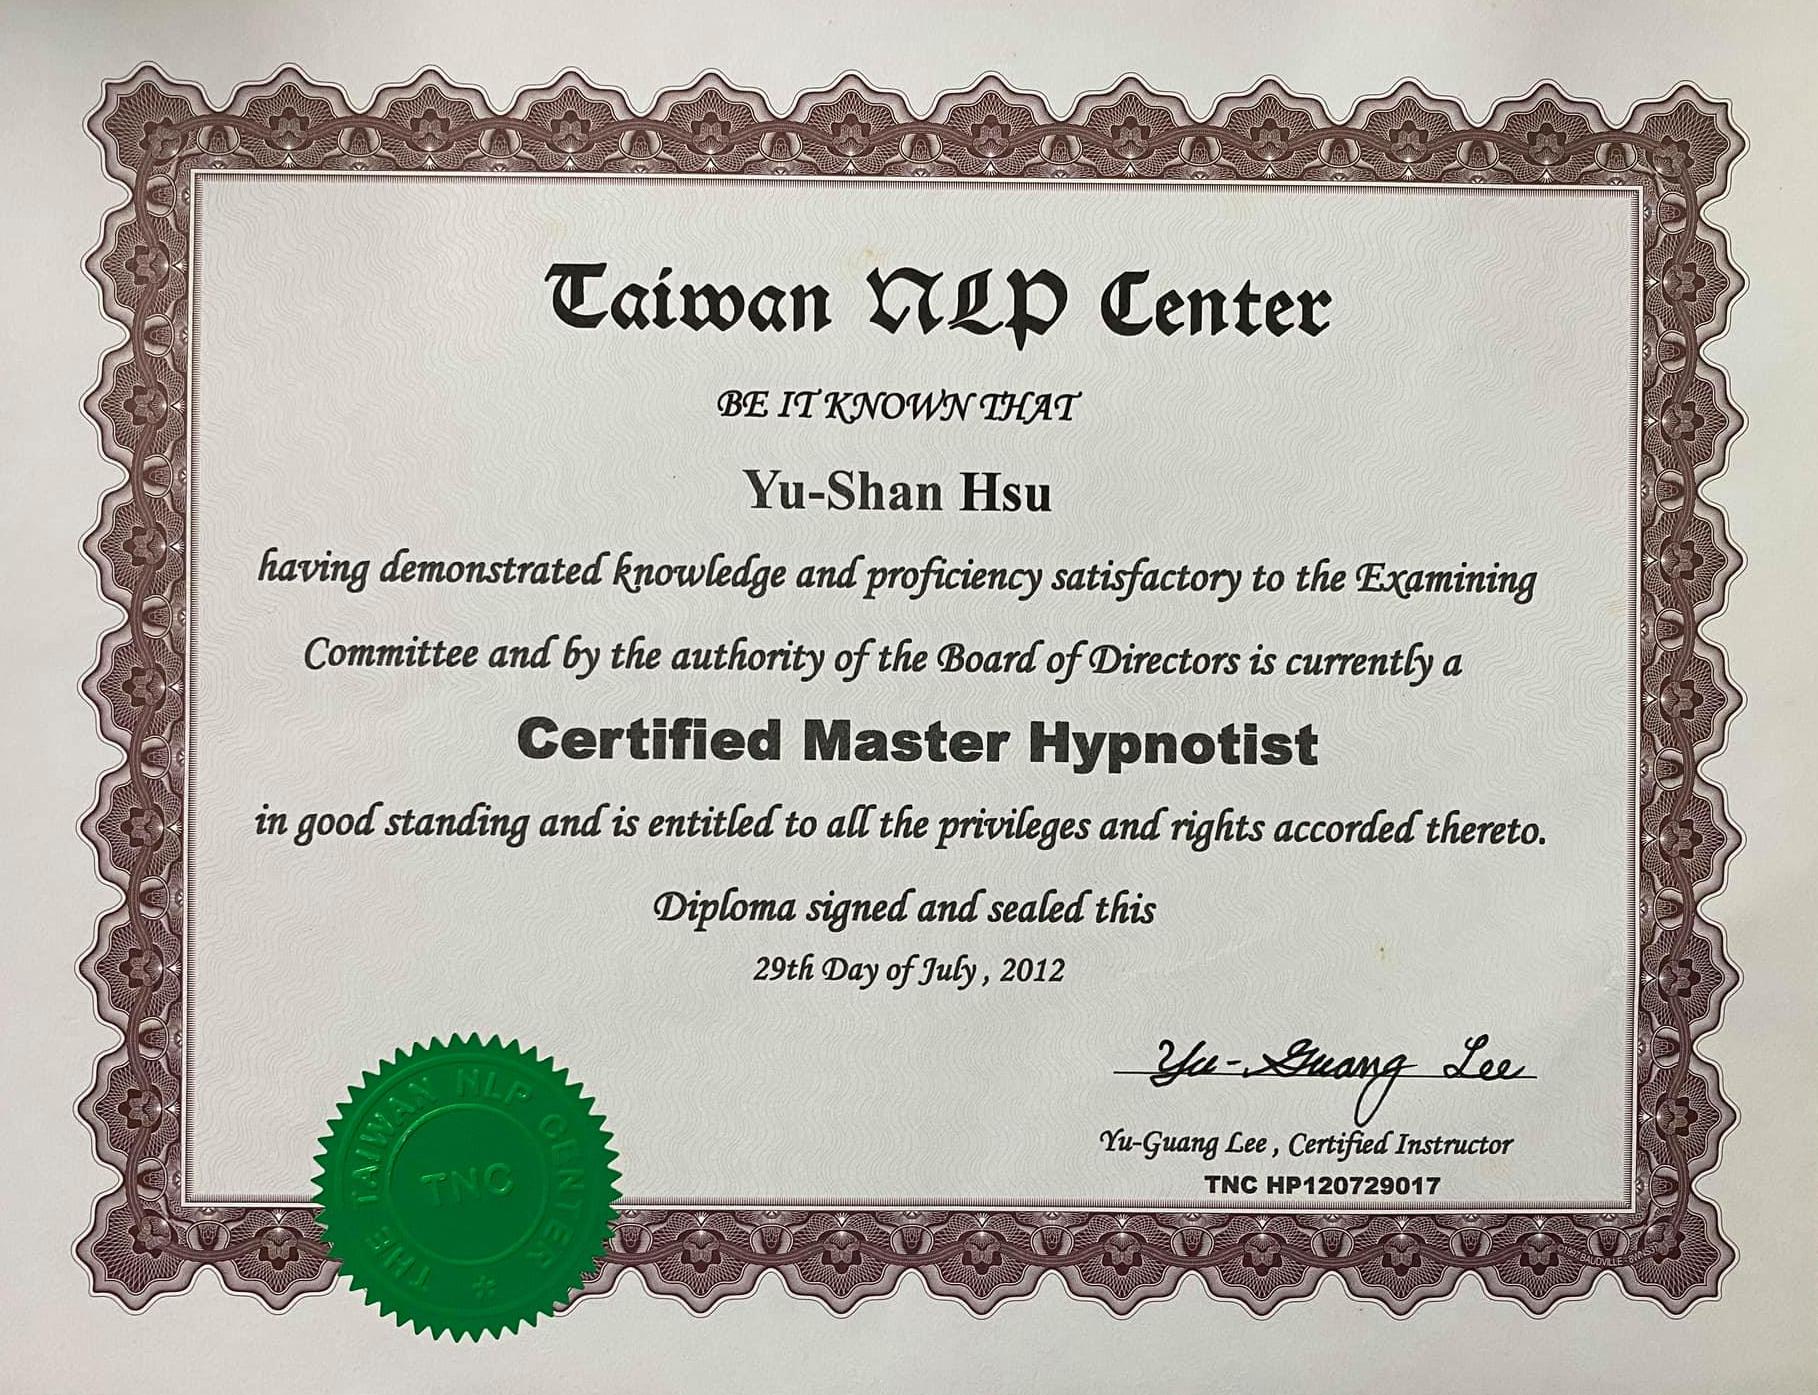 Taiwan NLP Center
BE IT KNOWN THAT
Yu-Shan Hsu
having demonstrated knowledge and proficiency satisfactory to the Examining
Committee and by the authority of the Board of Directors is currently a
Certified Master Hypnotist
in good standing and is entitled to all the privileges and rights accorded thereto.
Diploma signed and sealed this
29th Day of July , 2012
Yu-Guang Lee
Yu-Guang Lee , Certified Instructor
TNC HP120729017
THE TAIWAN NLP CENTER
TNC
BAUDVILLE